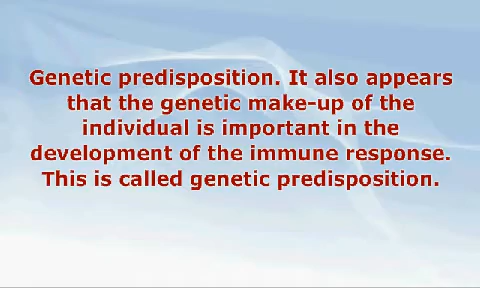 Genetic predisposition. It also appears
that the genetic make-up of the
individual is important in the
development of the immune response.
This is called genetic predisposition.